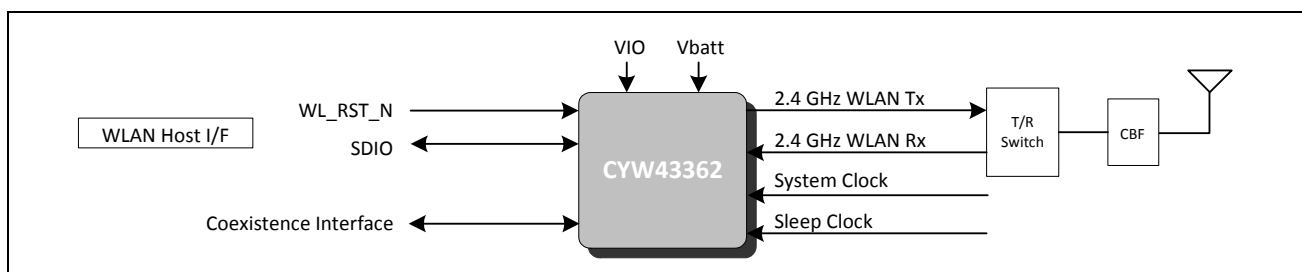 VIO
Vbatt
WL_RST_N
2.4 GHz WLAN Tx
WLAN Host I/F
T/R
Switch
CBF
SDIO
2.4 GHz WLAN Rx
CYW43362
System Clock
Coexistence Interface
Sleep Clock